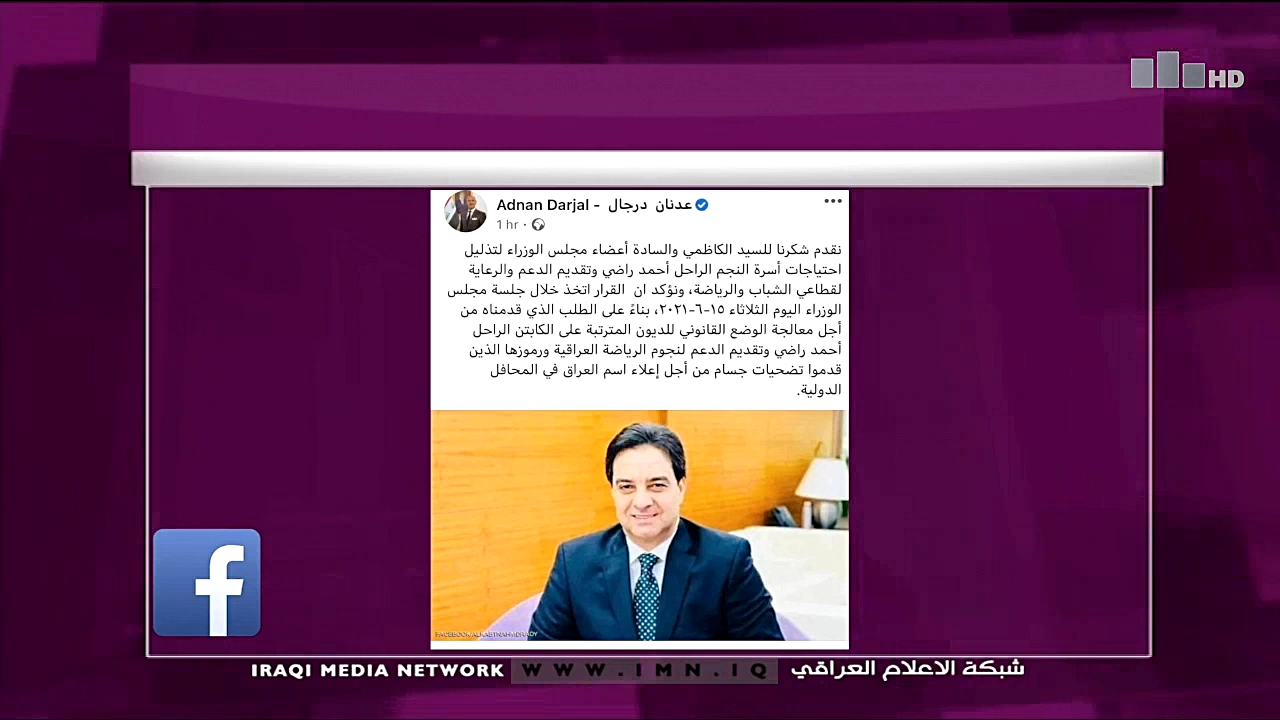 HD
Adnan Darjal - عدنان درجال
1 hr ·
نقدم شكرنا للسيد الكاظمي والسادة أعضاء مجلس الوزراء لتذليل
احتياجات أسرة النجم الراحل أحمد راضي وتقديم الدعم والرعاية
لقطاعي الشباب والرياضة، ونؤكد ان القرار اتخذ خلال جلسة مجلس
الوزراء اليوم الثلاثاء ١٥-٦-٢٠٢١، بناءً على الطلب الذي قدمناه من
أجل معالجة الوضع القانوني للديون المترتبة على الكابتن الراحل
أحمد راضي وتقديم الدعم لنجوم الرياضة العراقية ورموزها الذين
قدموا تضحيات جسام من أجل إعلاء اسم العراق في المحافل
الدولية.
IRAQI MEDIA NETWORK WWW.IMN.IQ شبكة الاعلام العراقي